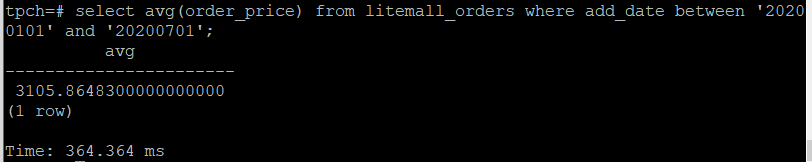 tpch=# select avg(order_price) from litemall_orders where add_date between '2020
0101' and '20200701';
avg
-----------------------
3105.8648300000000000
(1 row)
Time: 364.364 ms